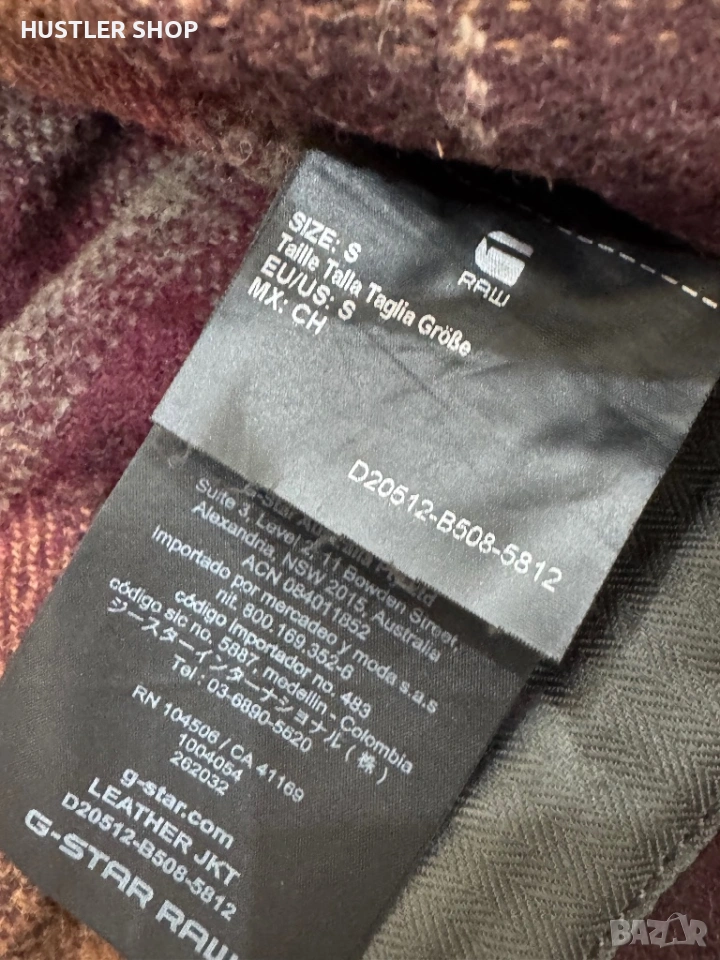 HUSTLER SHOP
SIZE: S
Taille Talla Taglia Größe
EU/US: S
MX: CH
RAW
D20512-B508-5812
Suite 3, Level 2, 11 Bowden Street,
Alexandria, NSW 2015, Australia
ACN 084011852
Importado por mercadeo y moda s.a.s
nit. 800.169.352-6
código importador no. 483
código sic no. 5887, medellin - Colombia
ジースターインターナショナル(株)
Tel : 03-6890-5620
RN 104506 / CA 41169
1004054
262032
g-star.com
LEATHER JKT
D20512-B508-5812
G-STAR RAW
BAZAR